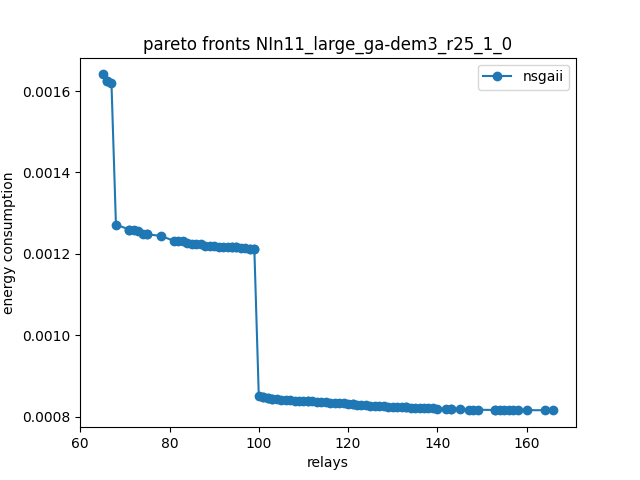 pareto fronts NIn11_large_ga-dem3_r25_1_0
nsgaii
0.0016
0.0014
0.0012
0.0010
0.0008
energy consumption
60 80 100 120 140 160
relays